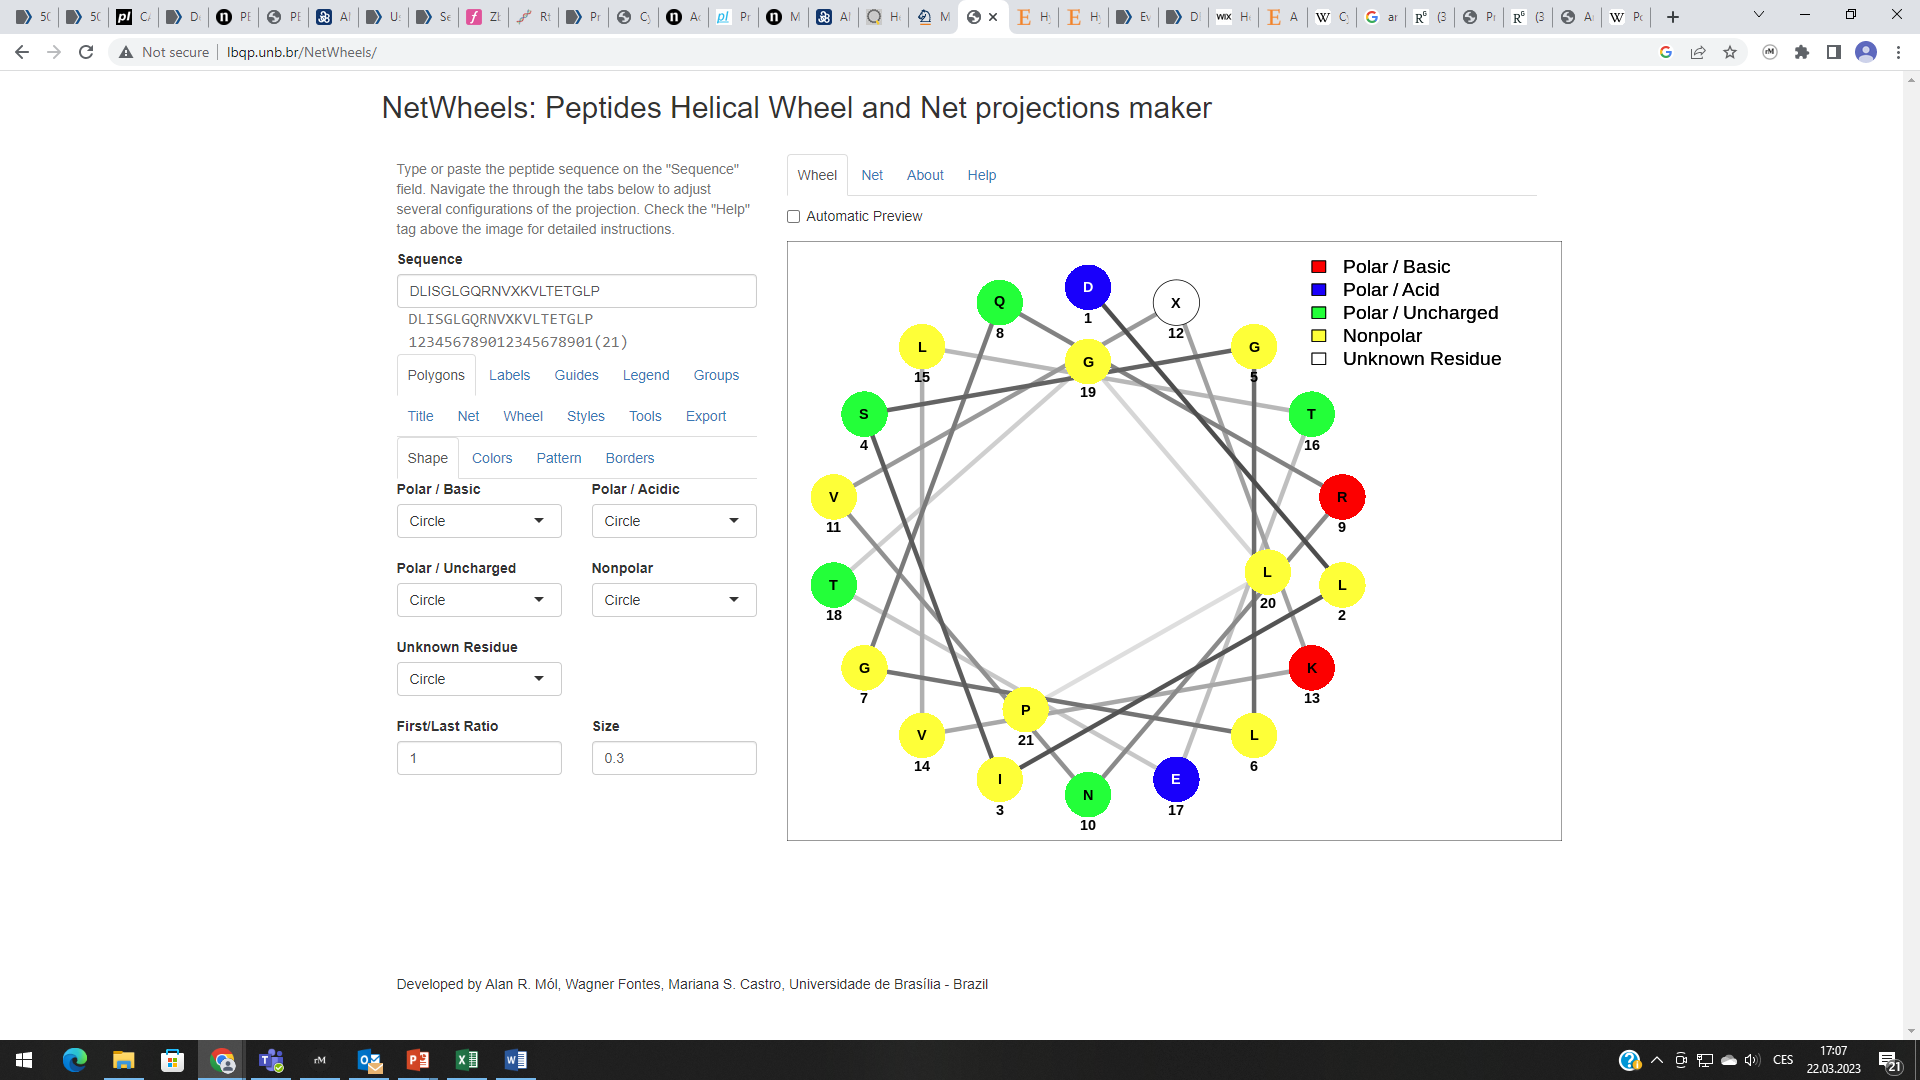 Not secure
lbqp.unb.br/NetWheels/
NetWheels: Peptides Helical Wheel and Net projections maker
Type or paste the peptide sequence on the "Sequence"
field. Navigate the through the tabs below to adjust
several configurations of the projection. Check the "Help"
tag above the image for detailed instructions.
Sequence
DLISGLGQRNVXKVLTETGLP
DLISGLGQRNVXKVLTETGLP
123456789012345678901(21)
Polygons Labels Guides Legend Groups
Title Net Wheel Styles Tools Export
Shape Colors Pattern Borders
Polar / Basic Polar / Acidic
Circle Circle
Polar / Uncharged Nonpolar
Circle Circle
Unknown Residue
Circle
First/Last Ratio Size
1 0.3
Wheel Net About Help
Automatic Preview
Polar / Basic
Polar / Acid
Polar / Uncharged
Nonpolar
Unknown Residue
D
1
X
12
Q
8
G
5
L
15
G
19
T
16
S
4
R
9
V
11
L
20
L
2
T
18
K
13
G
7
P
21
L
6
V
14
I
3
E
17
N
10
Developed by Alan R. Mól, Wagner Fontes, Mariana S. Castro, Universidade de Brasília - Brazil
CES
17:07
22.03.2023
21